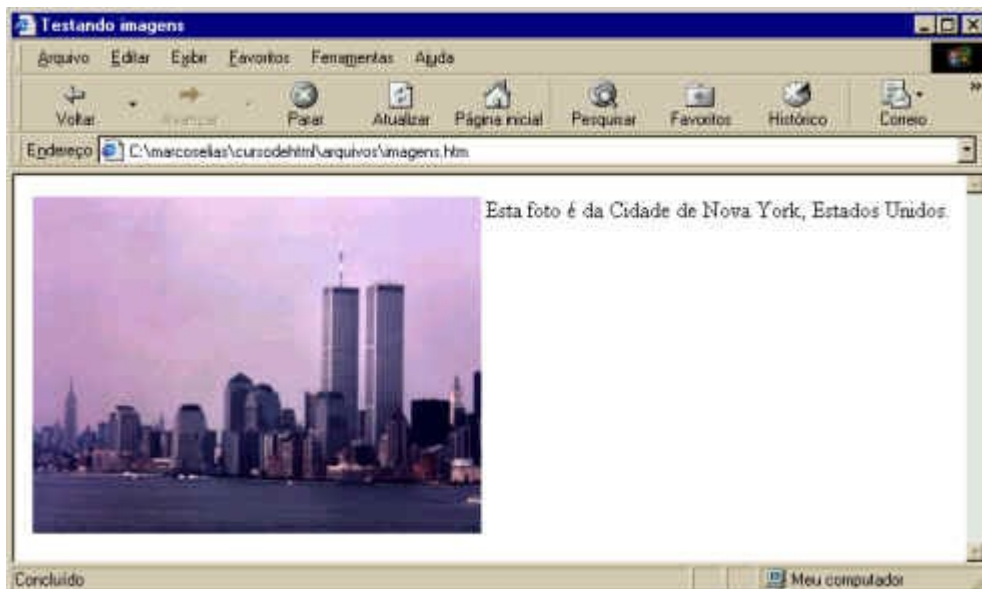 Testando imagens
Arquivo Editar Exibir Favoritos Ferramentas Ajuda
Voltar Avançar Parar Atualizar Página inicial Pesquisar Favoritos Histórico Correio
Endereço C:\marcoselias\cursodehtml\arquivos\imagens.htm
Esta foto é da Cidade de Nova York, Estados Unidos.
Concluído Meu computador